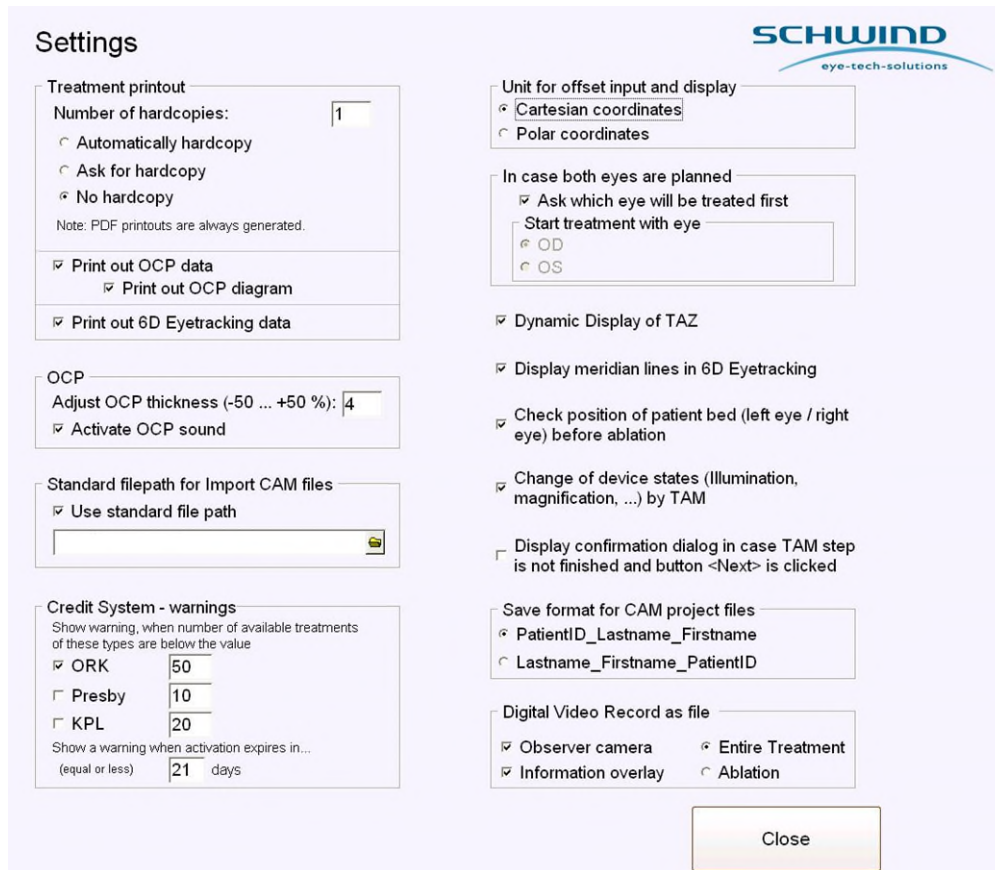 Settings
SCHWIND
eye-tech-solutions
Treatment printout
Number of hardcopies: 1
Automatically hardcopy
Ask for hardcopy
No hardcopy
Note: PDF printouts are always generated.
Print out OCP data
Print out OCP diagram
Print out 6D Eyetracking data
OCP
Adjust OCP thickness (-50 ... +50 %): 4
Activate OCP sound
Standard filepath for Import CAM files
Use standard file path
Credit System - warnings
Show warning, when number of available treatments
of these types are below the value
ORK 50
Presby 10
KPL 20
Show a warning when activation expires in...
(equal or less) 21 days
Unit for offset input and display
Cartesian coordinates
Polar coordinates
In case both eyes are planned
Ask which eye will be treated first
Start treatment with eye
OD
OS
Dynamic Display of TAZ
Display meridian lines in 6D Eyetracking
Check position of patient bed (left eye / right
eye) before ablation
Change of device states (Illumination,
magnification, ...) by TAM
Display confirmation dialog in case TAM step
is not finished and button <Next> is clicked
Save format for CAM project files
PatientID_Lastname_Firstname
Lastname_Firstname_PatientID
Digital Video Record as file
Observer camera Entire Treatment
Information overlay Ablation
Close